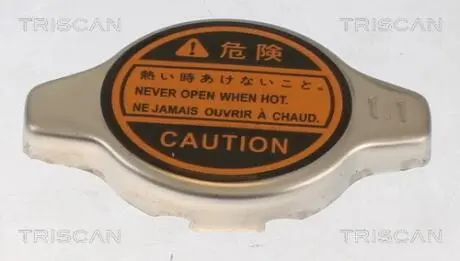 TRISCAN TRISCAN
危険
熱い時あけないこと。
NEVER OPEN WHEN HOT.
NE JAMAIS OUVRIR À CHAUD.
CAUTION
1.1
TRISCAN TRISCAN